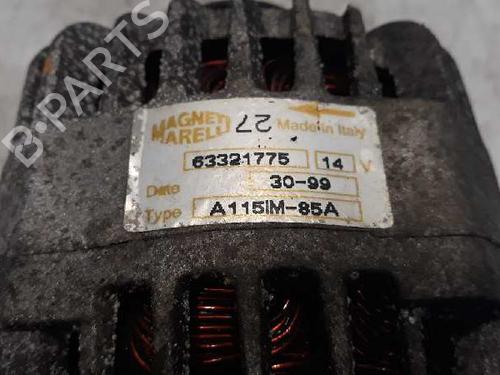 B-PARTS
MAGNETI
MARELLI
27
Made in Italy
63321775 14 V
Date 30-99
Type A115IM-85A